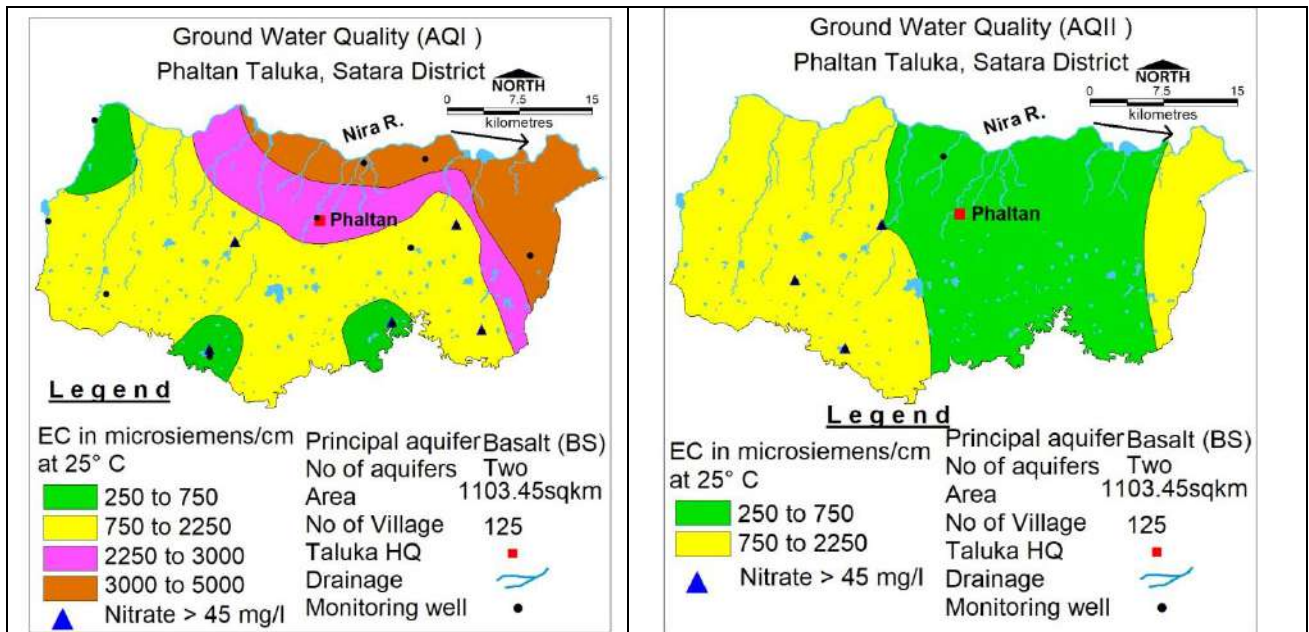 Ground Water Quality (AQI )
Phaltan Taluka, Satara District
NORTH
0 7.5 15
kilometres
Nira R.
Phaltan
Legend
EC in microsiemens/cm
at 25° C
250 to 750
750 to 2250
2250 to 3000
3000 to 5000
Nitrate > 45 mg/l
Principal aquifer Basalt (BS)
No of aquifers Two
Area 1103.45sqkm
No of Village 125
Taluka HQ
Drainage
Monitoring well
Ground Water Quality (AQII)
Phaltan Taluka, Satara District
NORTH
0 7.5 15
kilometres
Nira R.
Phaltan
Legend
EC in microsiemens/cm
at 25° C
250 to 750
750 to 2250
Nitrate > 45 mg/l
Principal aquifer Basalt (BS)
No of aquifers Two
Area 1103.45sqkm
No of Village 125
Taluka HQ
Drainage
Monitoring well